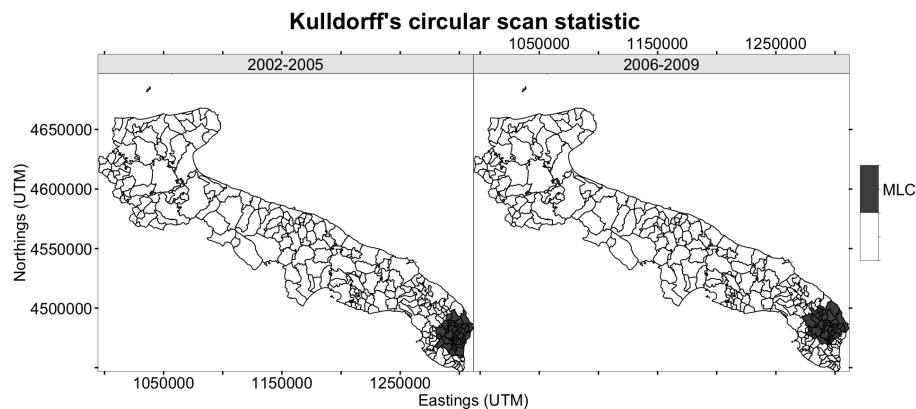 Kulldorff's circular scan statistic
1050000 1150000 1250000
2002-2005 2006-2009
4650000
4600000
4550000
4500000
Northings (UTM)
MLC
1050000 1150000 1250000
Eastings (UTM)